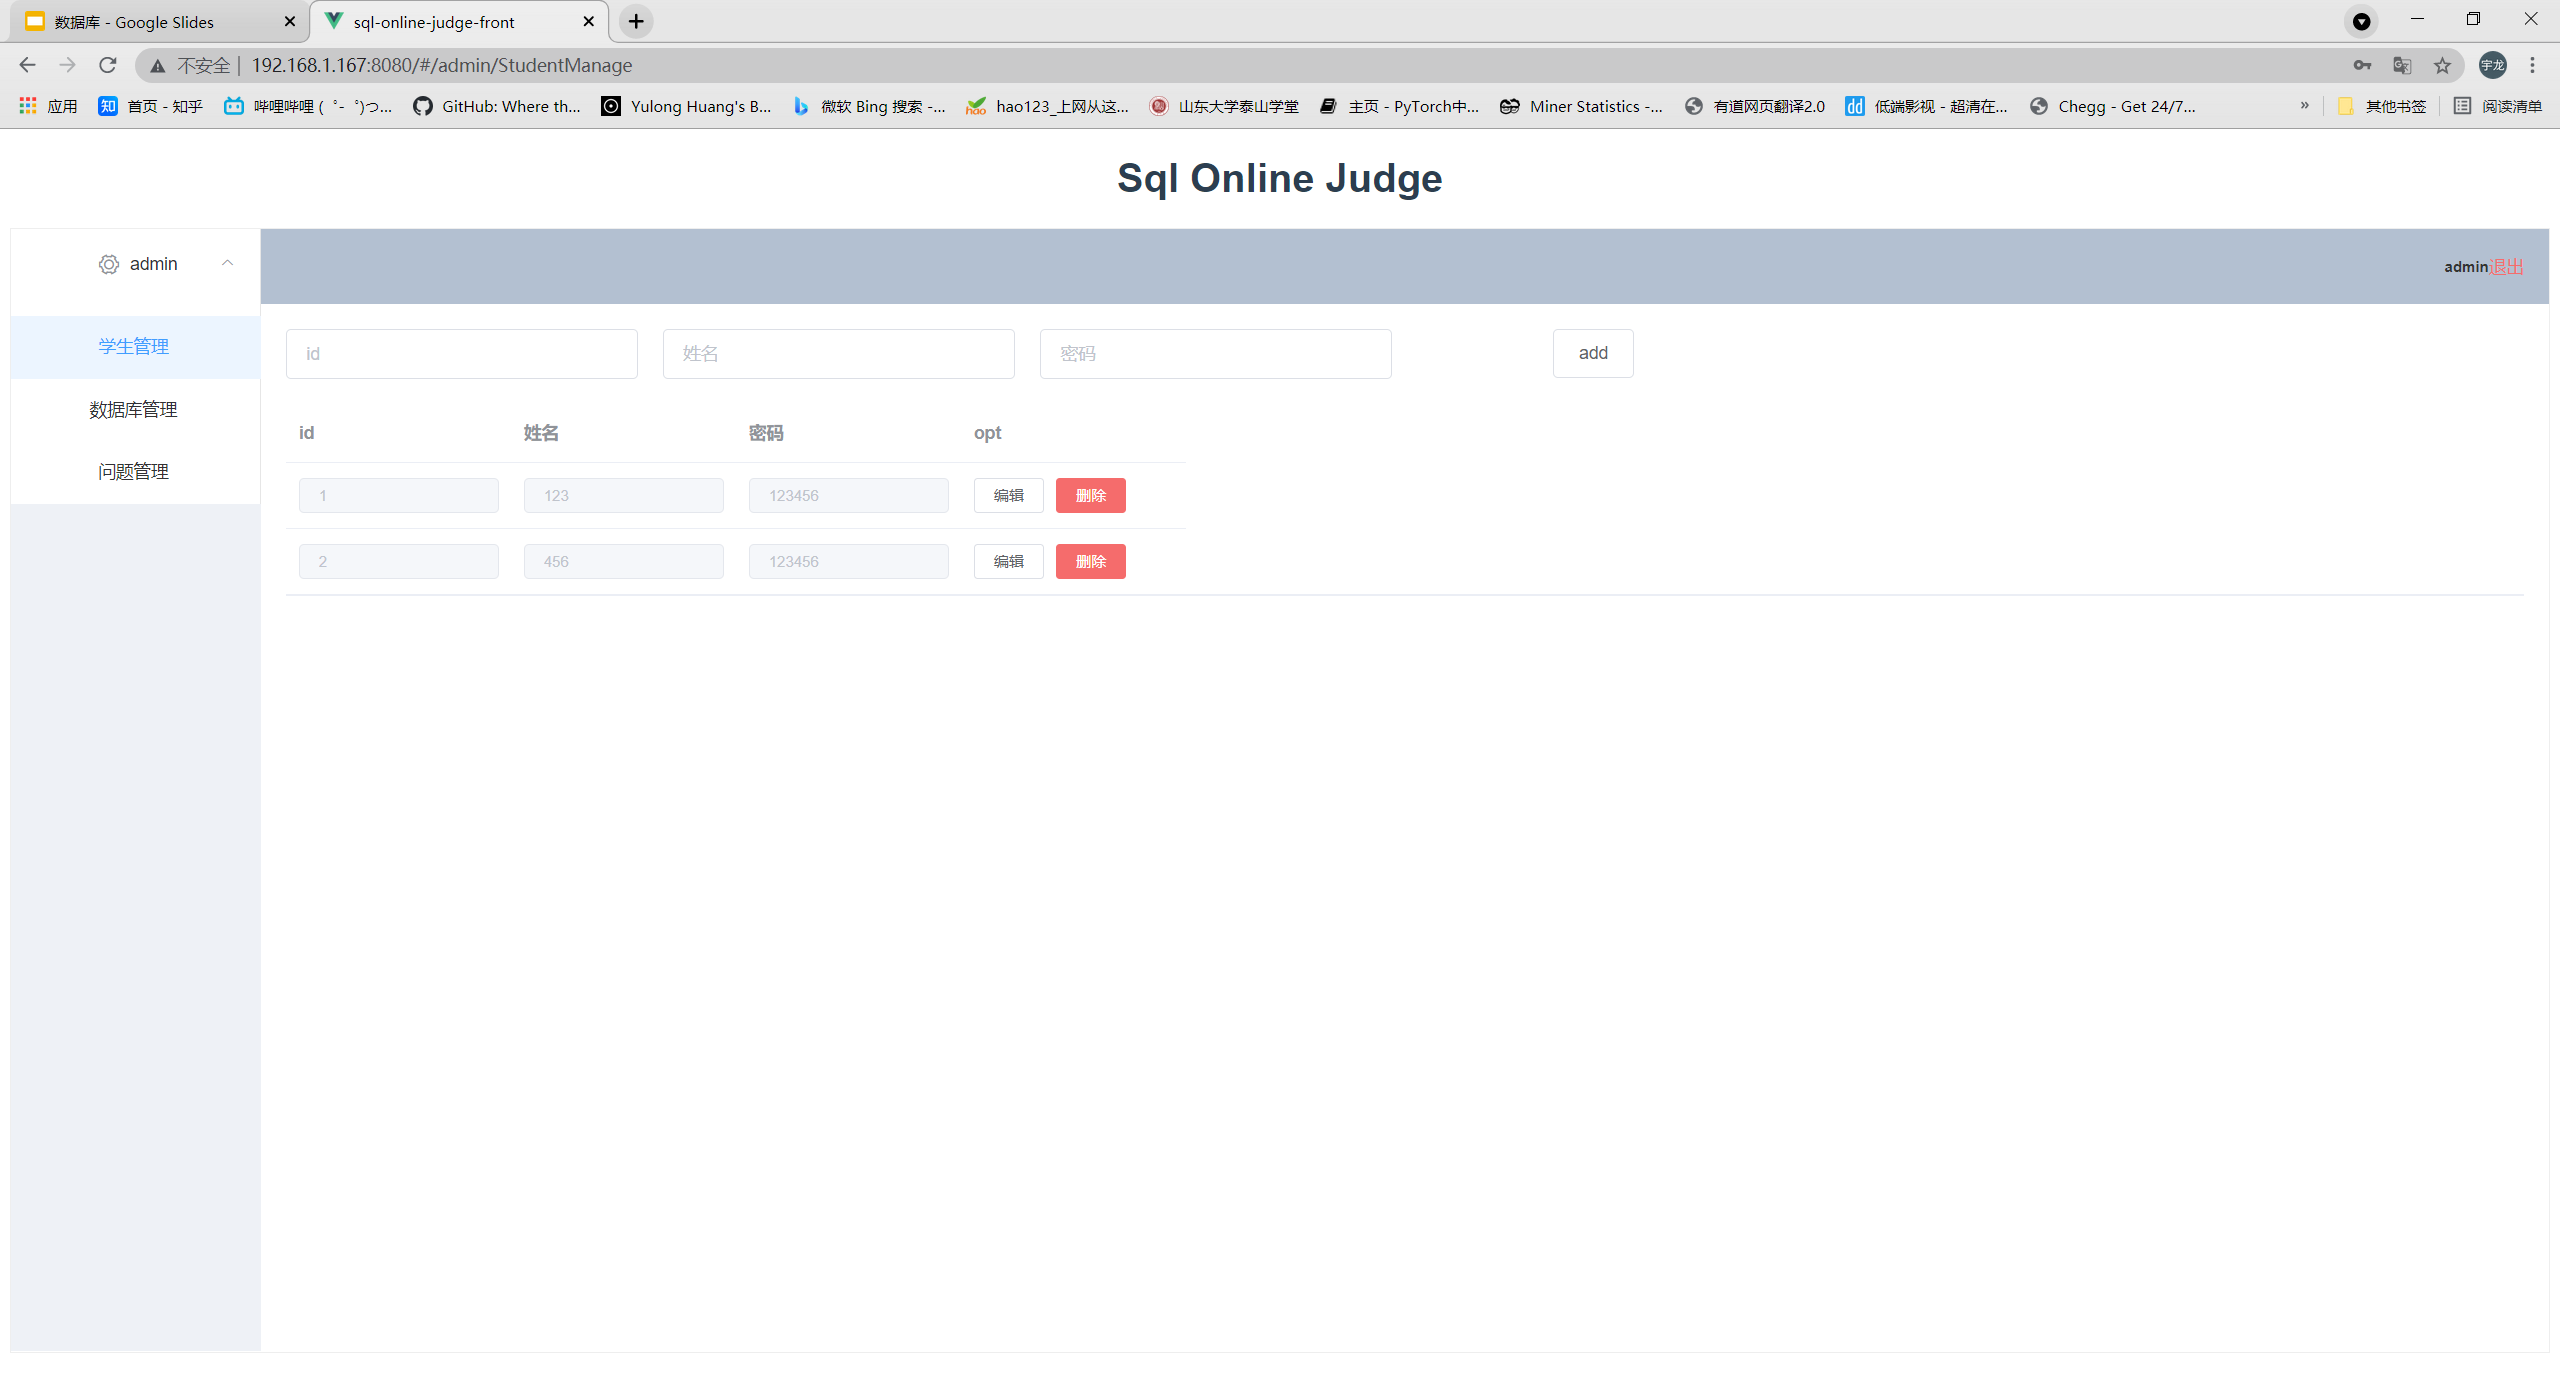 数据库 - Google Slides
sql-online-judge-front
不安全 | 192.168.1.167:8080/#/admin/StudentManage
宇龙
应用 知 首页 - 知乎 哔哩哔哩 ( ゜- ゜)つ... GitHub: Where th... Yulong Huang's B... 微软 Bing 搜索 -... hao hao123_上网从这... 山东大学泰山学堂 主页 - PyTorch中... Miner Statistics -... 有道网页翻译2.0 dd 低端影视 - 超清在... Chegg - Get 24/7... » 其他书签 阅读清单
Sql Online Judge
admin
admin退出
学生管理
数据库管理
问题管理
id 姓名 密码 add
id 姓名 密码 opt
1 123 123456 编辑 删除
2 456 123456 编辑 删除